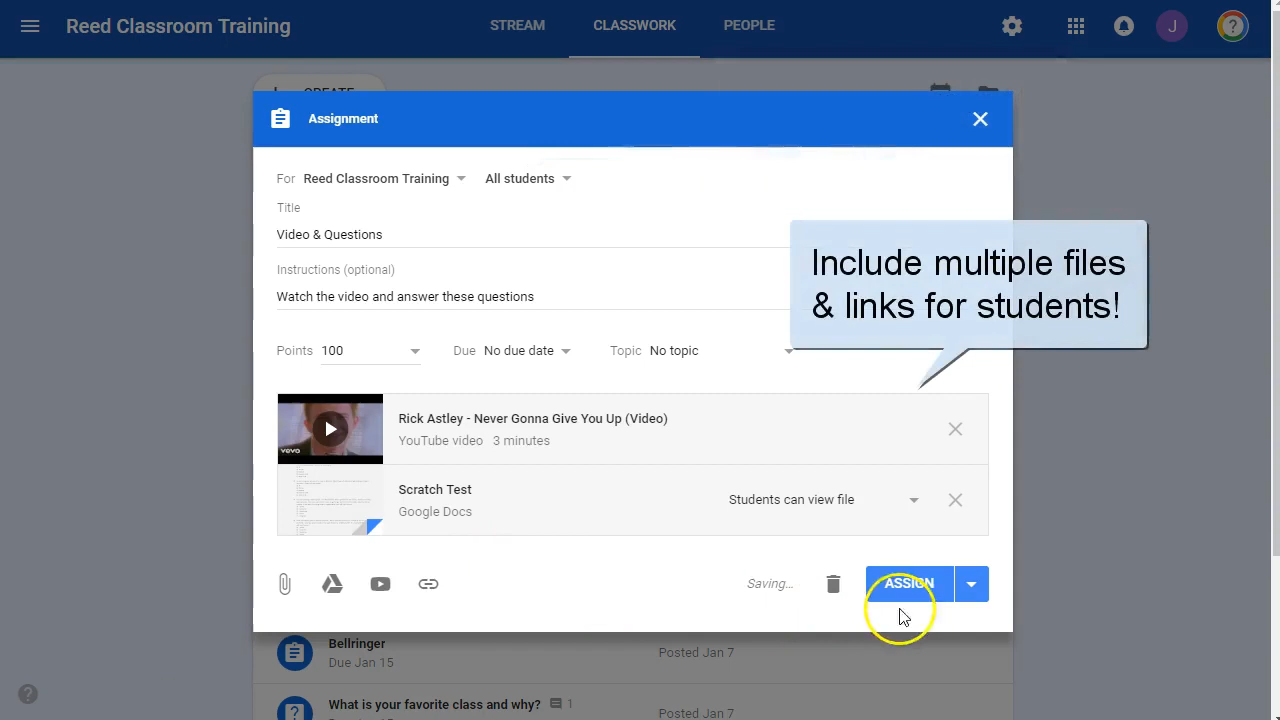 Reed Classroom Training
STREAM
CLASSWORK
PEOPLE
J
?
CREATE
Assignment
For Reed Classroom Training
All students
Title
Video & Questions
Instructions (optional)
Watch the video and answer these questions
Include multiple files
& links for students!
Points 100
Due No due date
Topic No topic
vevo
Rick Astley - Never Gonna Give You Up (Video)
YouTube video 3 minutes
Scratch Test
Google Docs
Students can view file
Saving...
ASSIGN
Bellringer
Due Jan 15
Posted Jan 7
What is your favorite class and why? 1
Posted Jan 7
?
?